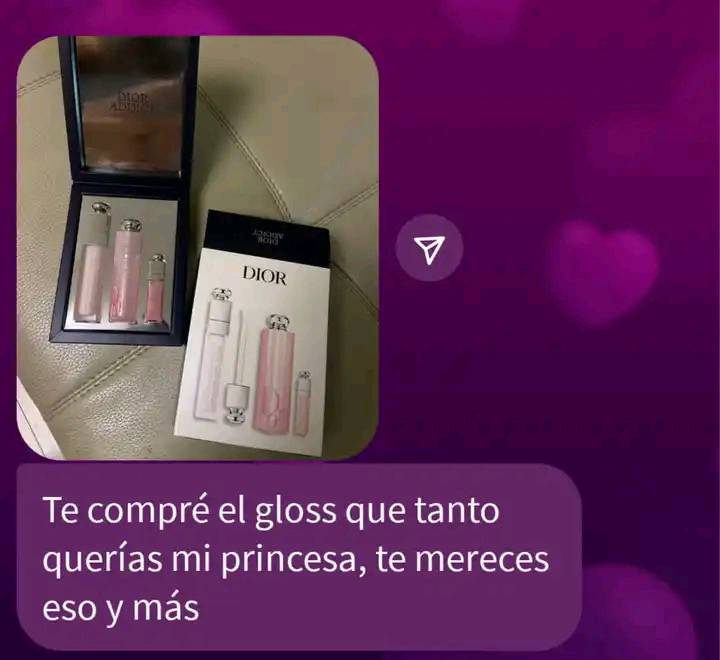 DIOR
ADDICT
DIOR
ADDICT
DIOR
Te compré el gloss que tanto
querías mi princesa, te mereces
eso y más